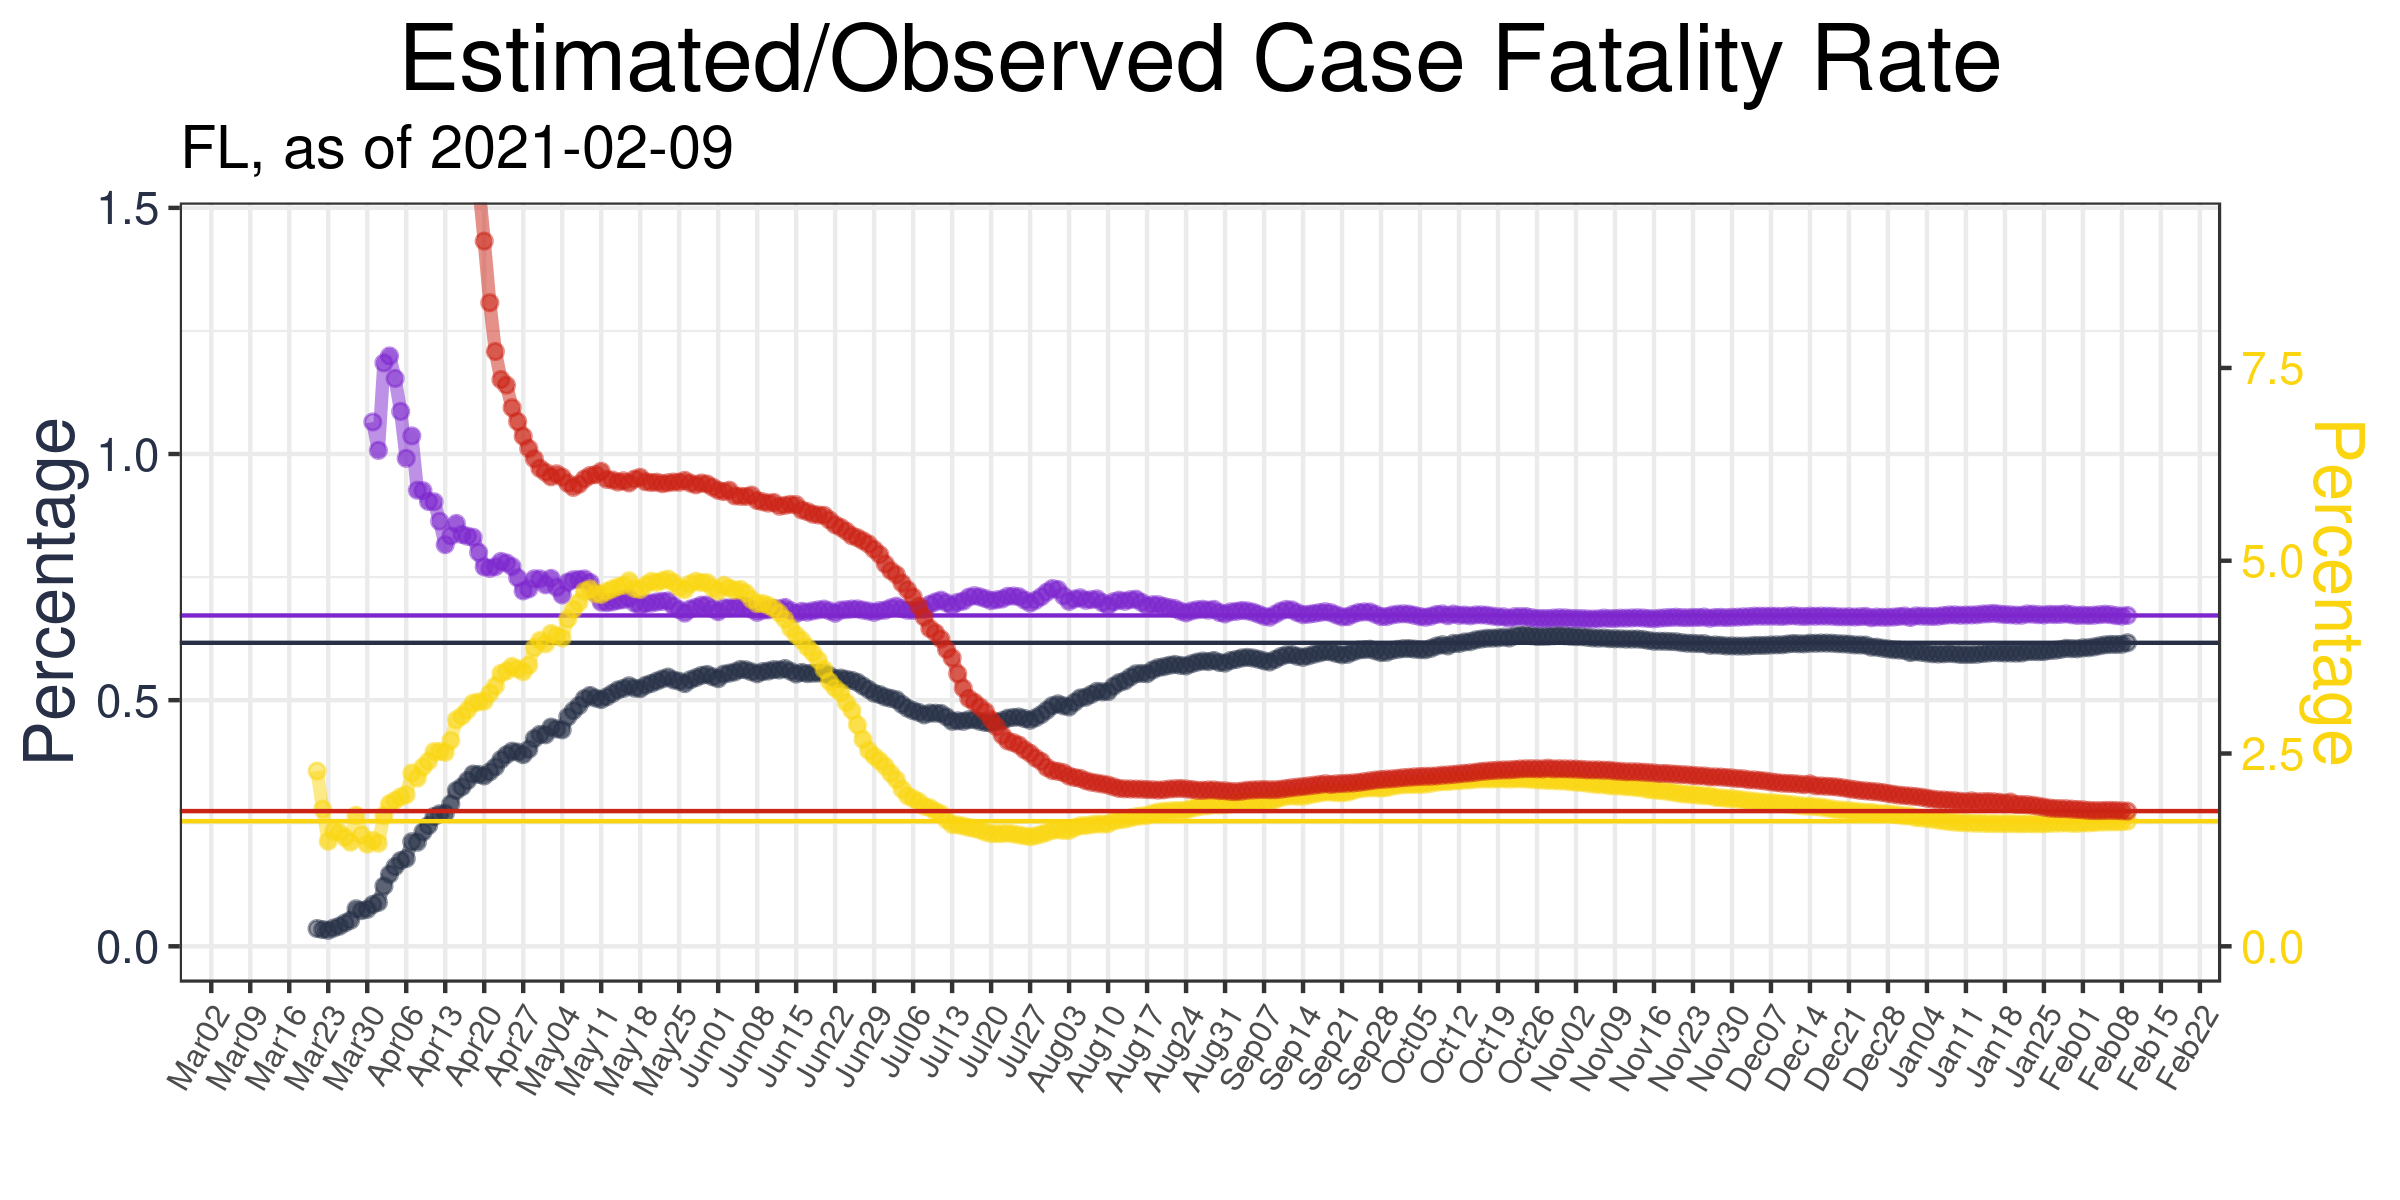 Estimated/Observed Case Fatality Rate
FL, as of 2021-02-09
Percentage
1.5
1.0
0.5
0.0
7.5
5.0
2.5
0.0
Percentage
Mar02
Mar09
Mar16
Mar23
Mar30
Apr06
Apr13
Apr20
Apr27
May04
May11
May18
May25
Jun01
Jun08
Jun15
Jun22
Jun29
Jul06
Jul13
Jul20
Jul27
Aug03
Aug10
Aug17
Aug24
Aug31
Sep07
Sep14
Sep21
Sep28
Oct05
Oct12
Oct19
Oct26
Nov02
Nov09
Nov16
Nov23
Nov30
Dec07
Dec14
Dec21
Dec28
Jan04
Jan11
Jan18
Jan25
Feb01
Feb08
Feb15
Feb22